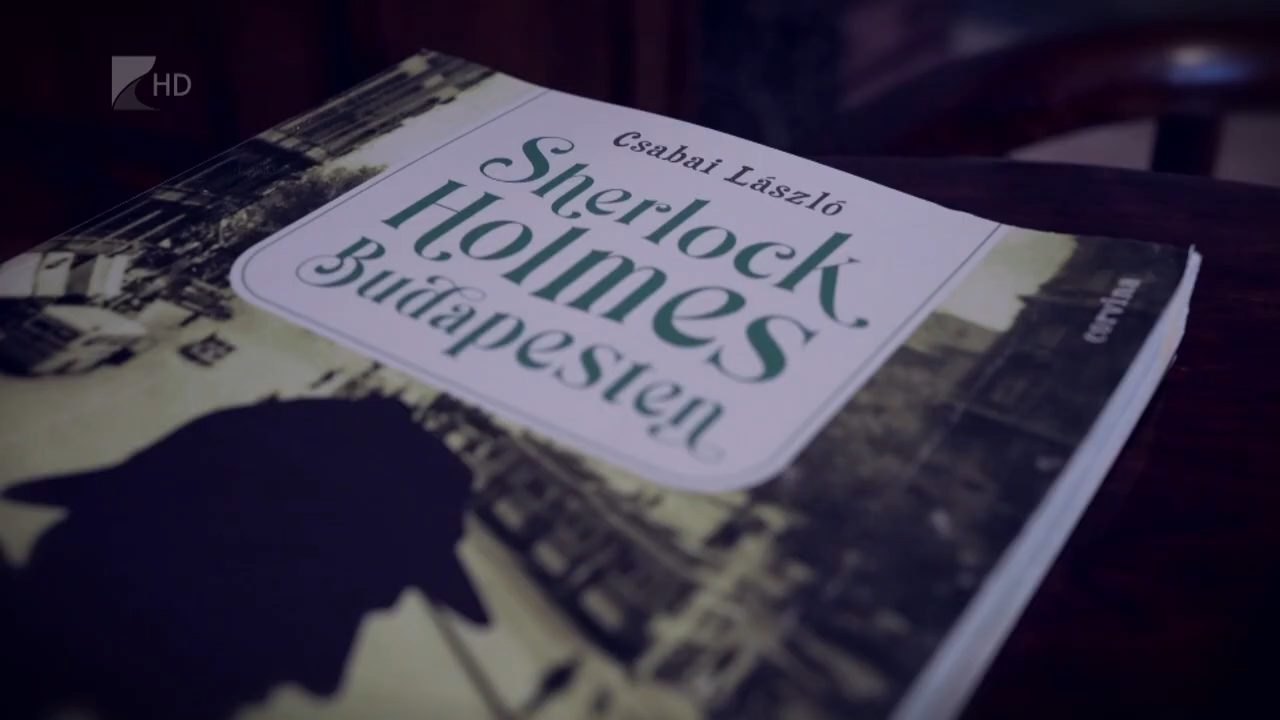 HD
Csabai László
Sherlock
Holmes
Budapesten
corvina